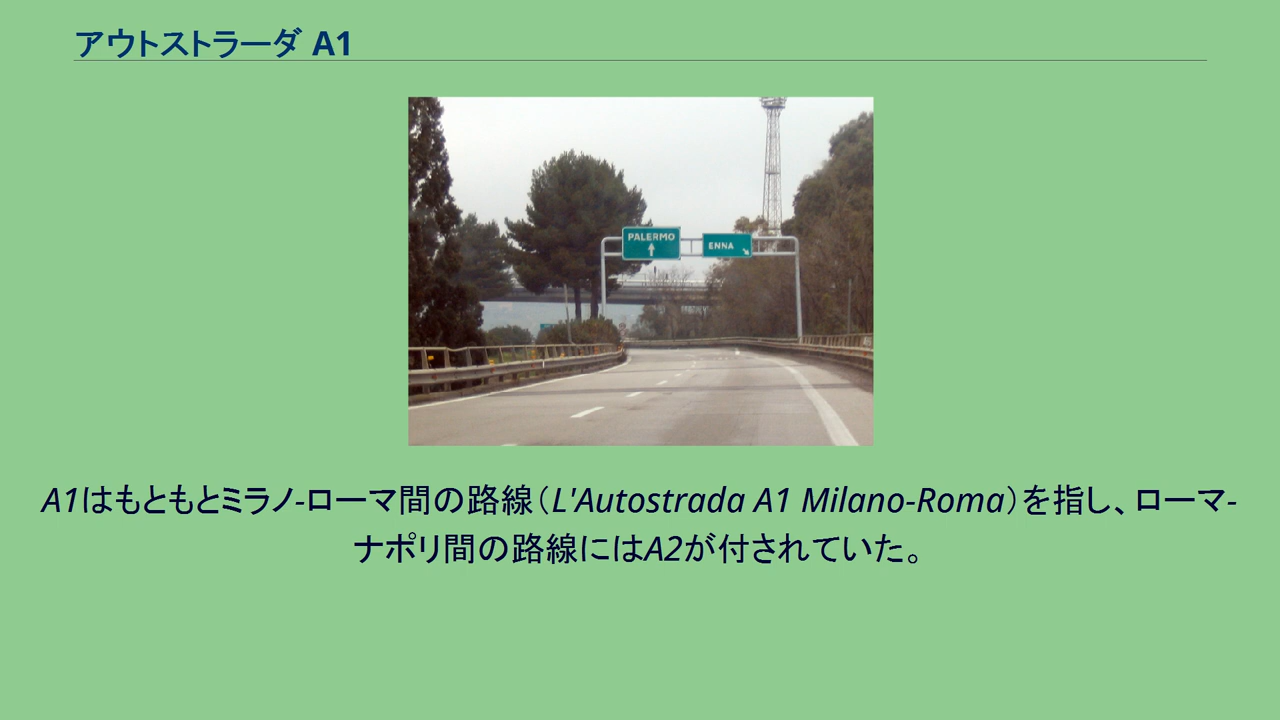 アウトストラーダ A1
PALERMO
ENNA
A1はもともとミラノ-ローマ間の路線（L'Autostrada A1 Milano-Roma）を指し、ローマ-
ナポリ間の路線にはA2が付されていた。